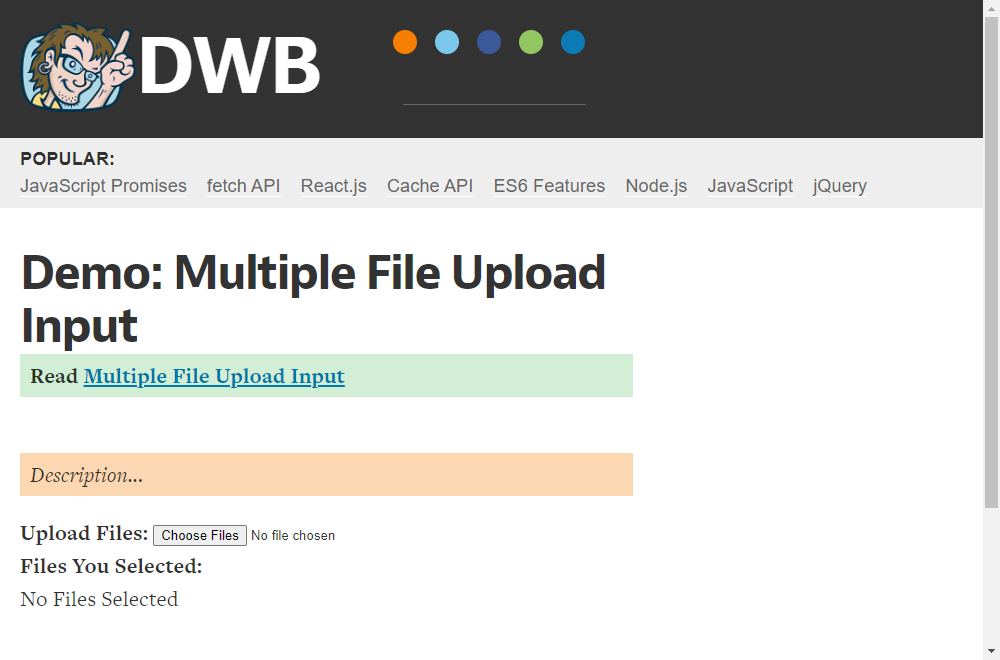 DWB
POPULAR:
JavaScript Promises fetch API React.js Cache API ES6 Features Node.js JavaScript jQuery
Demo: Multiple File Upload
Input
Read Multiple File Upload Input
Description...
Upload Files: Choose Files No file chosen
Files You Selected:
No Files Selected